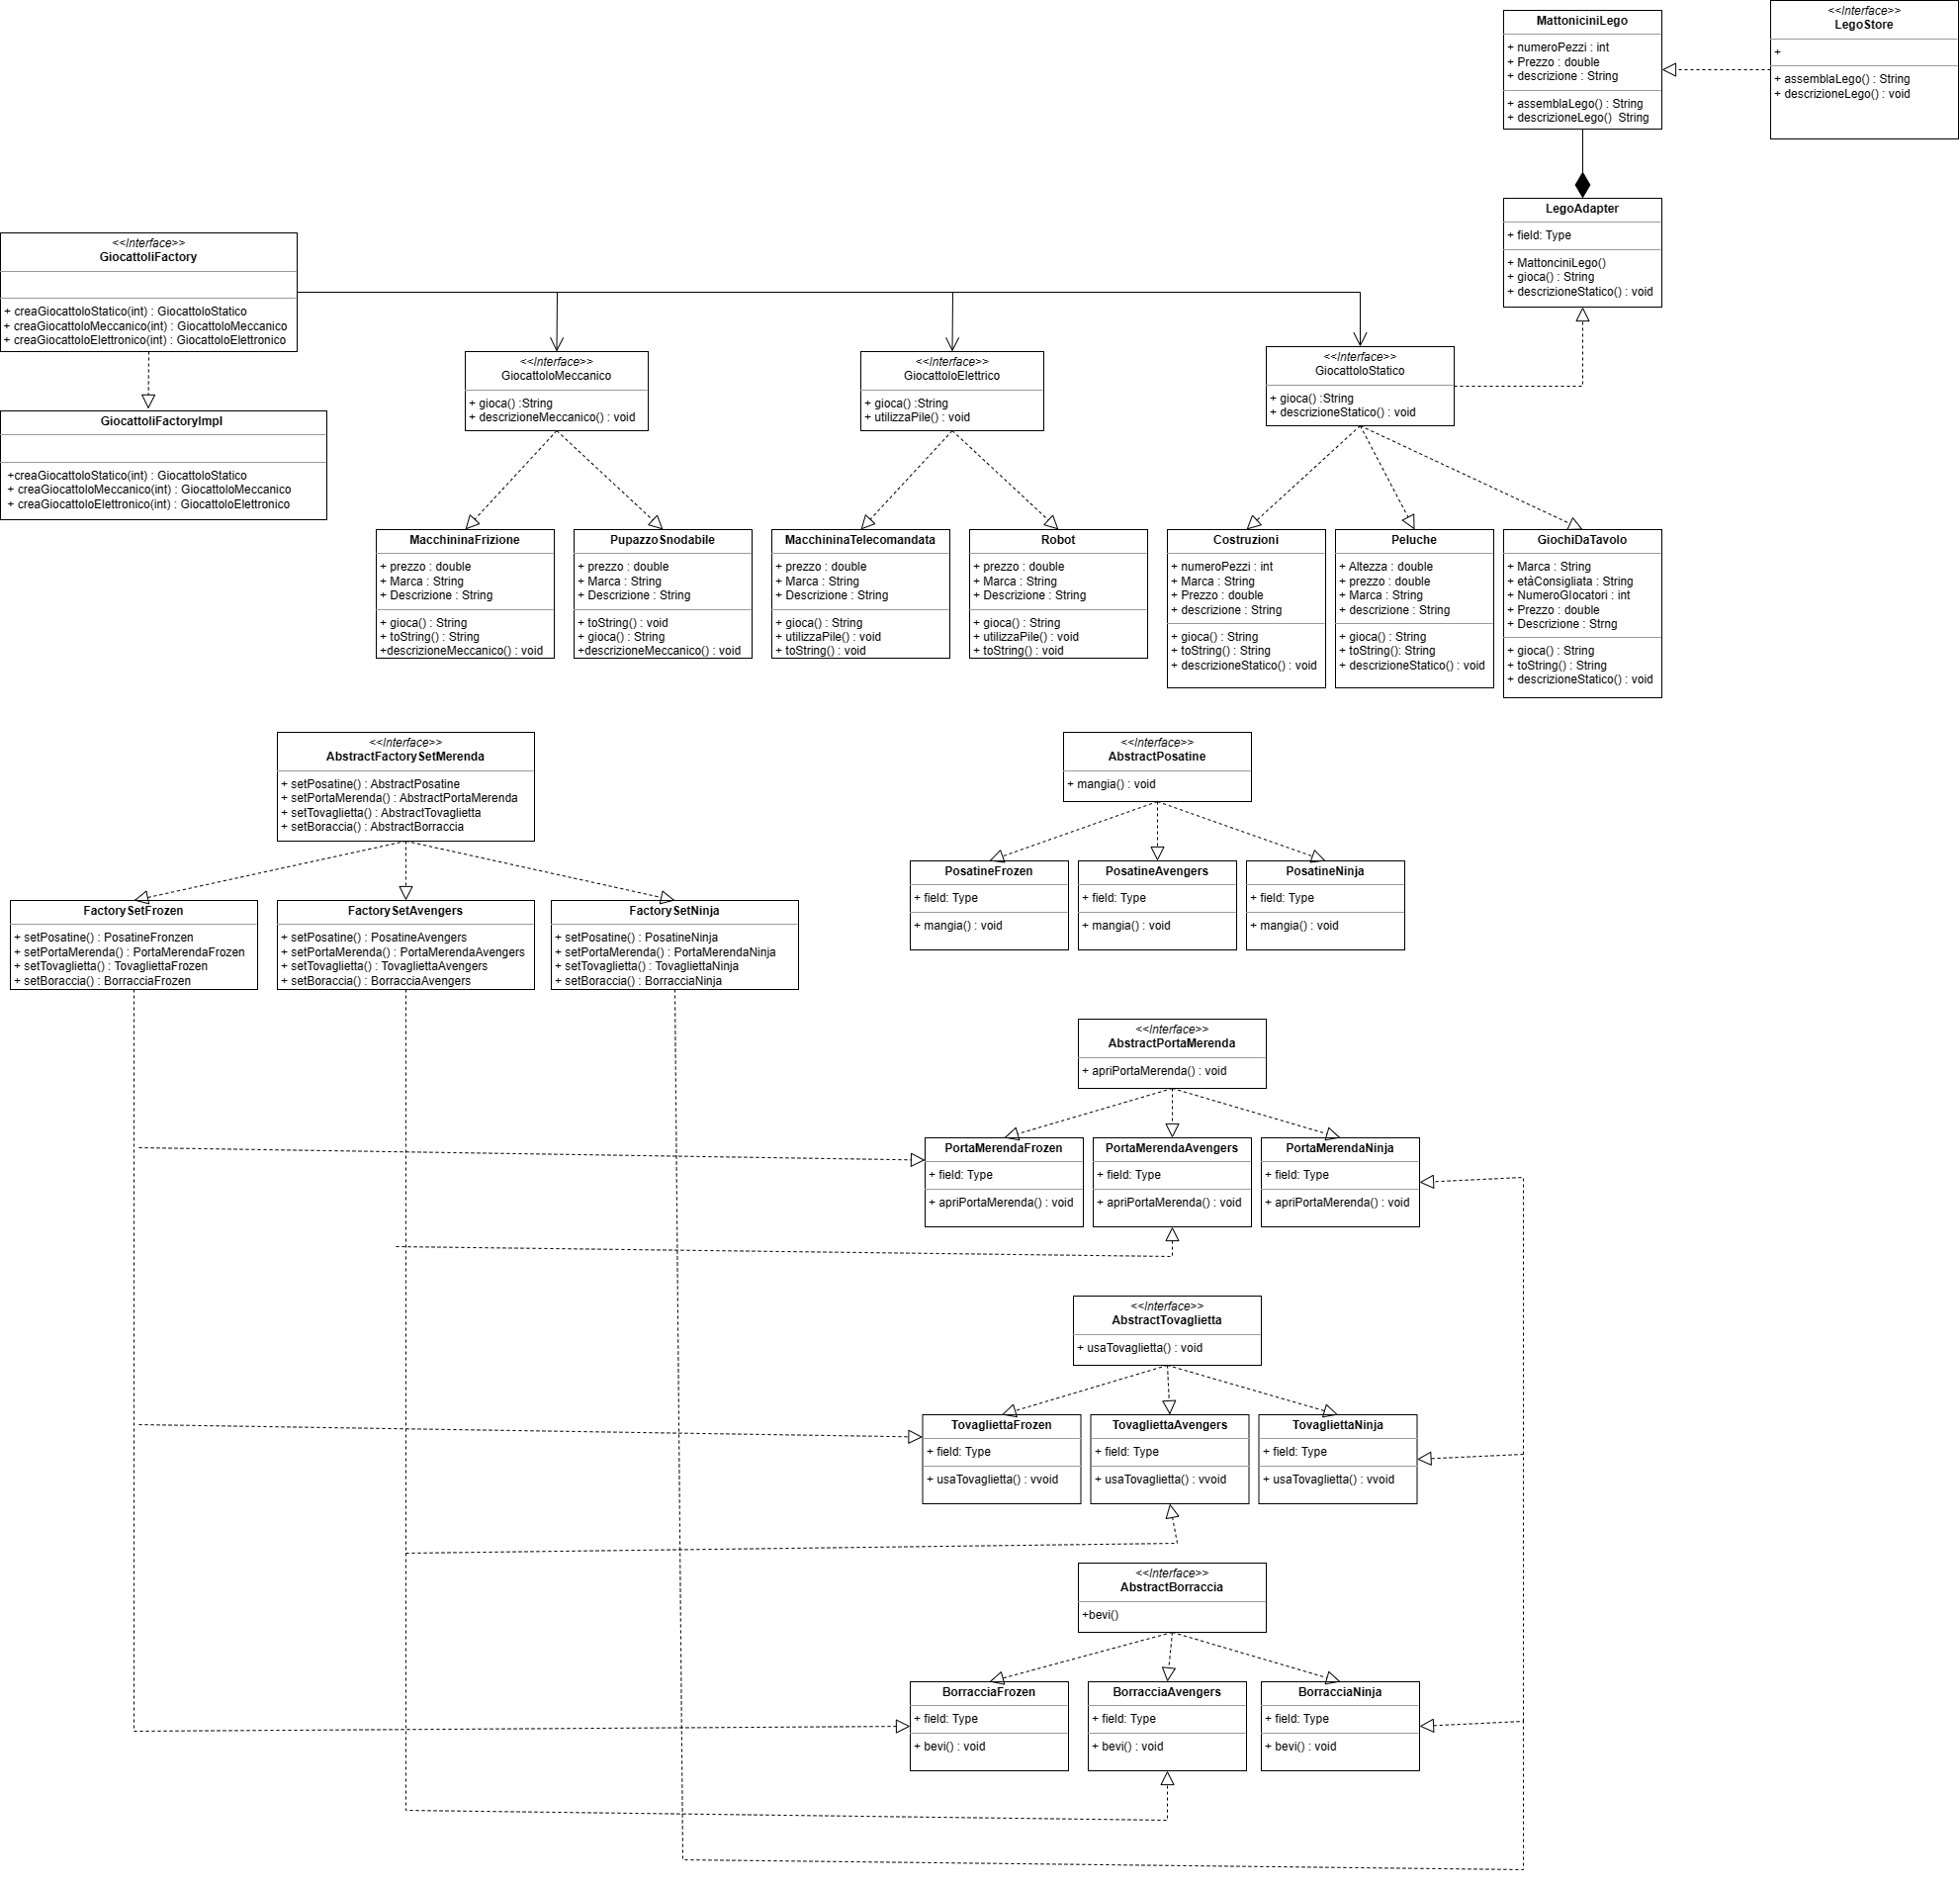 MattoniciniLego
+ numeroPezzi : int
+ Prezzo : double
+ descrizione : String
+ assemblaLego() : String
+ descrizioneLego()  String
<<Interface>>
LegoStore
+
+ assemblaLego() : String
+ descrizioneLego() : void
LegoAdapter
+ field: Type
+ MattonciniLego()
+ gioca() : String
+ descrizioneStatico() : void
<<Interface>>
GiocattoliFactory
+ creaGiocattoloStatico(int) : GiocattoloStatico
+ creaGiocattoloMeccanico(int) : GiocattoloMeccanico
+ creaGiocattoloElettronico(int) : GiocattoloElettronico
GiocattoliFactoryImpl
+creaGiocattoloStatico(int) : GiocattoloStatico
+ creaGiocattoloMeccanico(int) : GiocattoloMeccanico
+ creaGiocattoloElettronico(int) : GiocattoloElettronico
<<Interface>>
GiocattoloMeccanico
+ gioca() :String
+ descrizioneMeccanico() : void
<<Interface>>
GiocattoloElettrico
+ gioca() :String
+ utilizzaPile() : void
<<Interface>>
GiocattoloStatico
+ gioca() :String
+ descrizioneStatico() : void
MacchininaFrizione
+ prezzo : double
+ Marca : String
+ Descrizione : String
+ gioca() : String
+ toString() : String
+descrizioneMeccanico() : void
PupazzoSnodabile
+ prezzo : double
+ Marca : String
+ Descrizione : String
+ toString() : void
+ gioca() : String
+descrizioneMeccanico() : void
MacchininaTelecomandata
+ prezzo : double
+ Marca : String
+ Descrizione : String
+ gioca() : String
+ utilizzaPile() : void
+ toString() : void
Robot
+ prezzo : double
+ Marca : String
+ Descrizione : String
+ gioca() : String
+ utilizzaPile() : void
+ toString() : void
Costruzioni
+ numeroPezzi : int
+ Marca : String
+ Prezzo : double
+ descrizione : String
+ gioca() : String
+ toString() : String
+ descrizioneStatico() : void
Peluche
+ Altezza : double
+ prezzo : double
+ Marca : String
+ descrizione : String
+ gioca() : String
+ toString(): String
+ descrizioneStatico() : void
GiochiDaTavolo
+ Marca : String
+ etàConsigliata : String
+ NumeroGIocatori : int
+ Prezzo : double
+ Descrizione : Strng
+ gioca() : String
+ toString() : String
+ descrizioneStatico() : void
<<Interface>>
AbstractFactorySetMerenda
+ setPosatine() : AbstractPosatine
+ setPortaMerenda() : AbstractPortaMerenda
+ setTovaglietta() : AbstractTovaglietta
+ setBoraccia() : AbstractBorraccia
<<Interface>>
AbstractPosatine
+ mangia() : void
FactorySetFrozen
+ setPosatine() : PosatineFronzen
+ setPortaMerenda() : PortaMerendaFrozen
+ setTovaglietta() : TovagliettaFrozen
+ setBoraccia() : BorracciaFrozen
FactorySetAvengers
+ setPosatine() : PosatineAvengers
+ setPortaMerenda() : PortaMerendaAvengers
+ setTovaglietta() : TovagliettaAvengers
+ setBoraccia() : BorracciaAvengers
FactorySetNinja
+ setPosatine() : PosatineNinja
+ setPortaMerenda() : PortaMerendaNinja
+ setTovaglietta() : TovagliettaNinja
+ setBoraccia() : BorracciaNinja
PosatineFrozen
+ field: Type
+ mangia() : void
PosatineAvengers
+ field: Type
+ mangia() : void
PosatineNinja
+ field: Type
+ mangia() : void
<<Interface>>
AbstractPortaMerenda
+ apriPortaMerenda() : void
PortaMerendaFrozen
+ field: Type
+ apriPortaMerenda() : void
PortaMerendaAvengers
+ field: Type
+ apriPortaMerenda() : void
PortaMerendaNinja
+ field: Type
+ apriPortaMerenda() : void
<<Interface>>
AbstractTovaglietta
+ usaTovaglietta() : void
TovagliettaFrozen
+ field: Type
+ usaTovaglietta() : vvoid
TovagliettaAvengers
+ field: Type
+ usaTovaglietta() : vvoid
TovagliettaNinja
+ field: Type
+ usaTovaglietta() : vvoid
<<Interface>>
AbstractBorraccia
+bevi()
BorracciaFrozen
+ field: Type
+ bevi() : void
BorracciaAvengers
+ field: Type
+ bevi() : void
BorracciaNinja
+ field: Type
+ bevi() : void